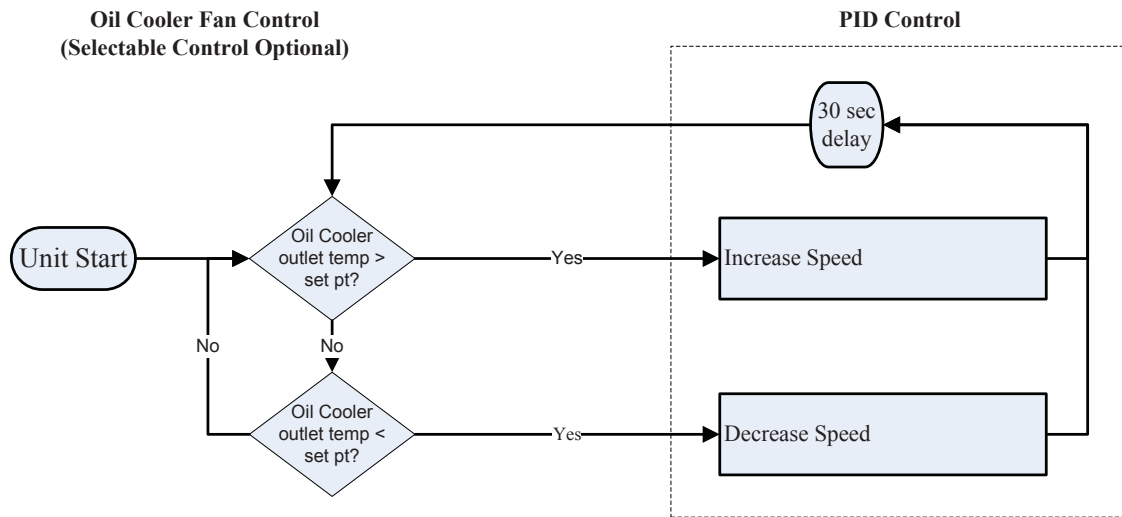 Oil Cooler Fan Control
(Selectable Control Optional)
PID Control
30 sec
delay
Unit Start
Oil Cooler
outlet temp >
set pt?
Yes
Increase Speed
No
No
Oil Cooler
outlet temp <
set pt?
Yes
Decrease Speed